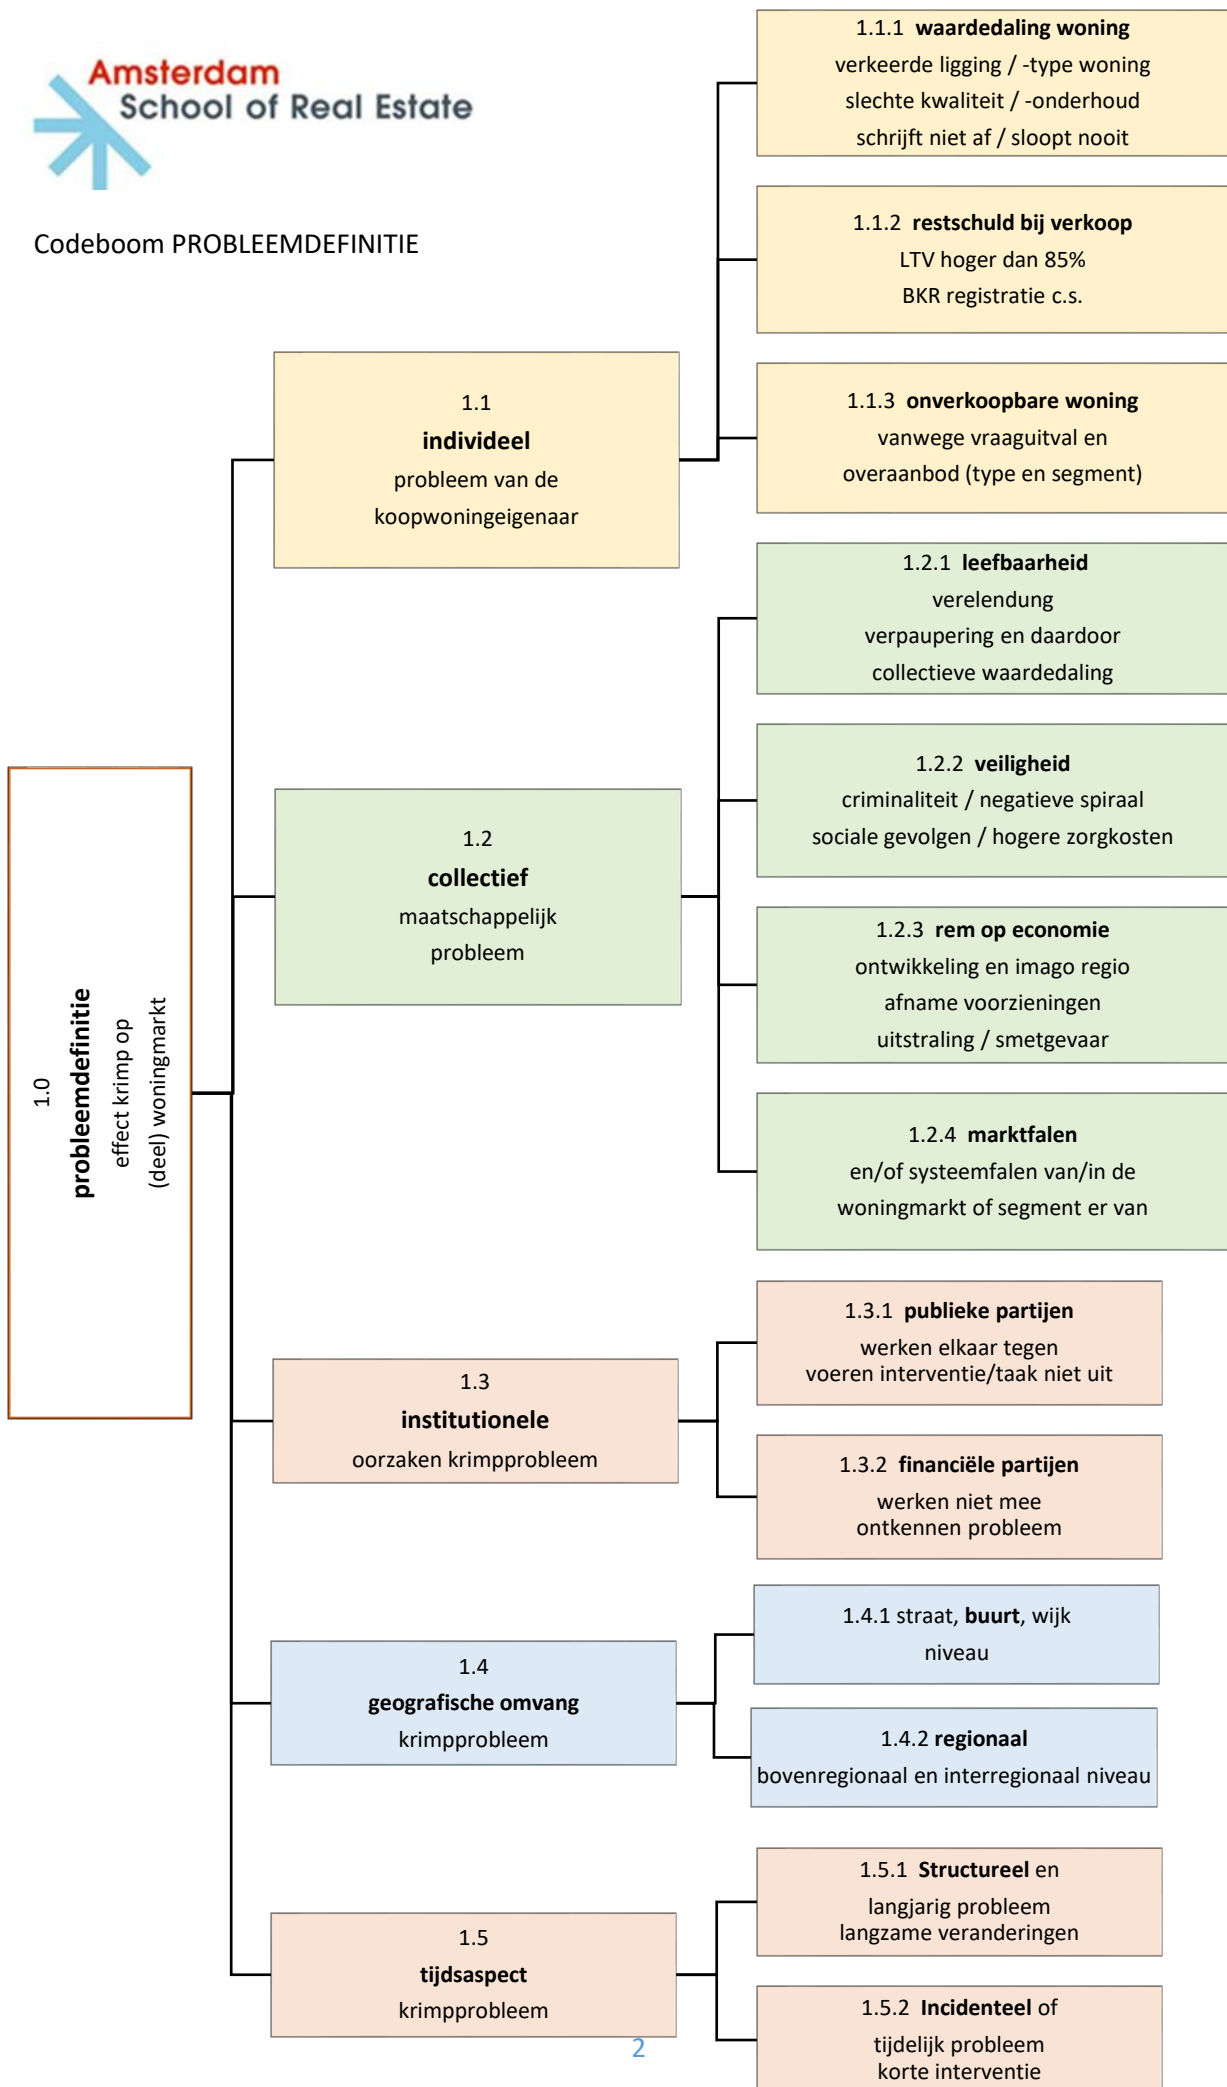 Amsterdam
School of Real Estate
Codeboom PROBLEEMDEFINITIE
1.0
probleemdefinitie
effect krimp op
(deel) woningmarkt
1.1
individeel
probleem van de
koopwoningeigenaar
1.1.1 waardedaling woning
verkeerde ligging / -type woning
slechte kwaliteit / -onderhoud
schrijft niet af / sloopt nooit
1.1.2 restschuld bij verkoop
LTV hoger dan 85%
BKR registratie c.s.
1.1.3 onverkoopbare woning
vanwege vraaguitval en
overaanbod (type en segment)
1.2
collectief
maatschappelijk
probleem
1.2.1 leefbaarheid
verelendung
verpaupering en daardoor
collectieve waardedaling
1.2.2 veiligheid
criminaliteit / negatieve spiraal
sociale gevolgen / hogere zorgkosten
1.2.3 rem op economie
ontwikkeling en imago regio
afname voorzieningen
uitstraling / smetgevaar
1.2.4 marktfalen
en/of systeemfalen van/in de
woningmarkt of segment er van
1.3
institutionele
oorzaken krimpprobleem
1.3.1 publieke partijen
werken elkaar tegen
voeren interventie/taak niet uit
1.3.2 financiële partijen
werken niet mee
ontkennen probleem
1.4
geografische omvang
krimpprobleem
1.4.1 straat, buurt, wijk
niveau
1.4.2 regionaal
bovenregionaal en interregionaal niveau
1.5
tijdsaspect
krimpprobleem
1.5.1 Structureel en
langjarig probleem
langzame veranderingen
1.5.2 Incidenteel of
tijdelijk probleem
korte interventie
2